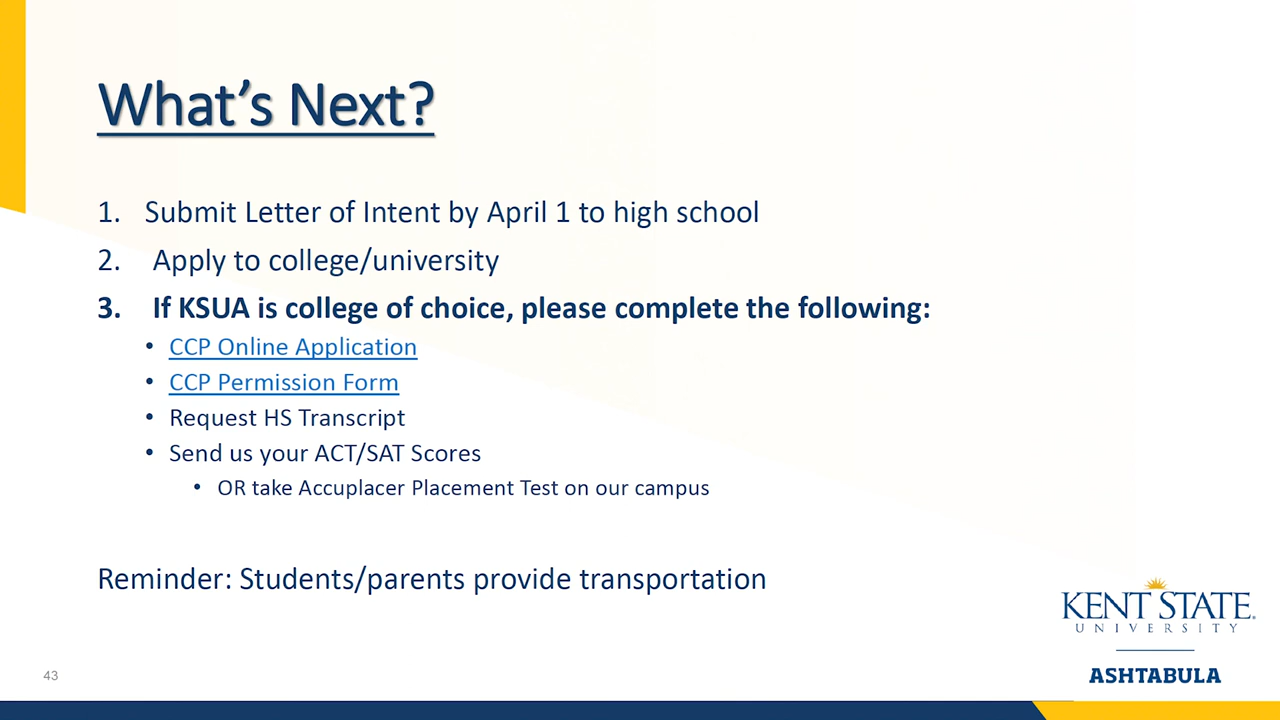 What’s Next?
1. Submit Letter of Intent by April 1 to high school
2. Apply to college/university
3. If KSUA is college of choice, please complete the following:
• CCP Online Application
• CCP Permission Form
• Request HS Transcript
• Send us your ACT/SAT Scores
• OR take Accuplacer Placement Test on our campus
Reminder: Students/parents provide transportation
KENT STATE
UNIVERSITY
ASHTABULA
43